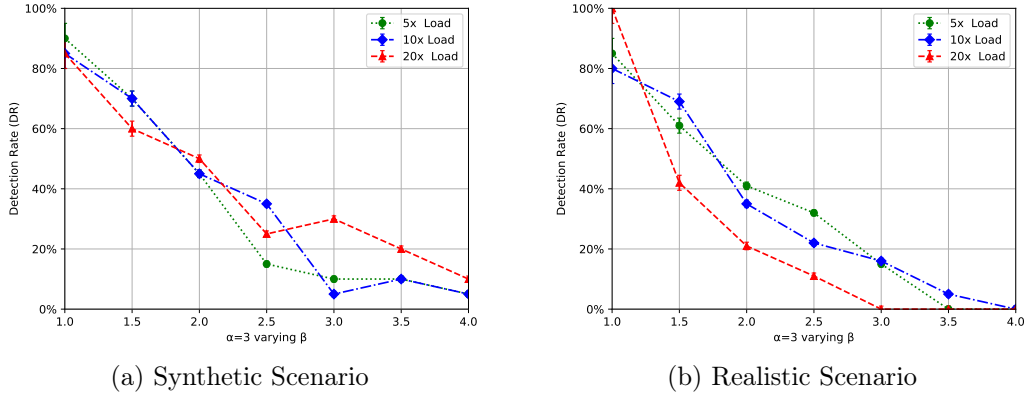 100%
80%
60%
40%
20%
0%
Detection Rate (DR)
1.0 1.5 2.0 2.5 3.0 3.5 4.0
α=3 varying β
5x Load
10x Load
20x Load
(a) Synthetic Scenario
100%
80%
60%
40%
20%
0%
Detection Rate (DR)
1.0 1.5 2.0 2.5 3.0 3.5 4.0
α=3 varying β
5x Load
10x Load
20x Load
(b) Realistic Scenario